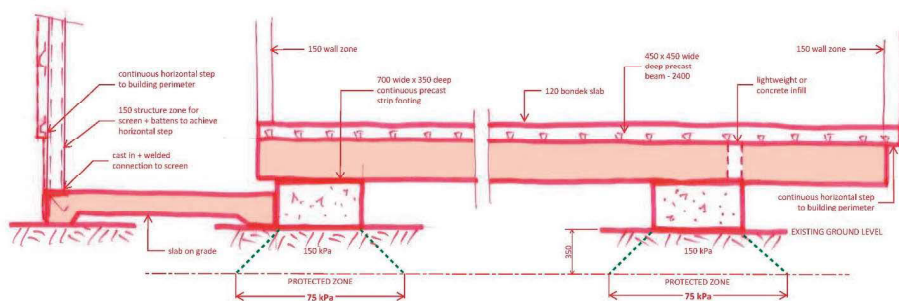 150 wall zone
150 wall zone
continuous horizontal step
to building perimeter
700 wide x 350 deep
continuous precast
strip footing
450 x 450 wide
deep precast
beam - 2400
lightweight or
concrete infill
120 bondek slab
150 structure zone for
screen + battens to achieve
horizontal step
cast in + welded
connection to screen
continuous horizontal step
to building perimeter
slab on grade
150 kPa
150 kPa
EXISTING GROUND LEVEL
350
PROTECTED ZONE
PROTECTED ZONE
75 kPa
75 kPa